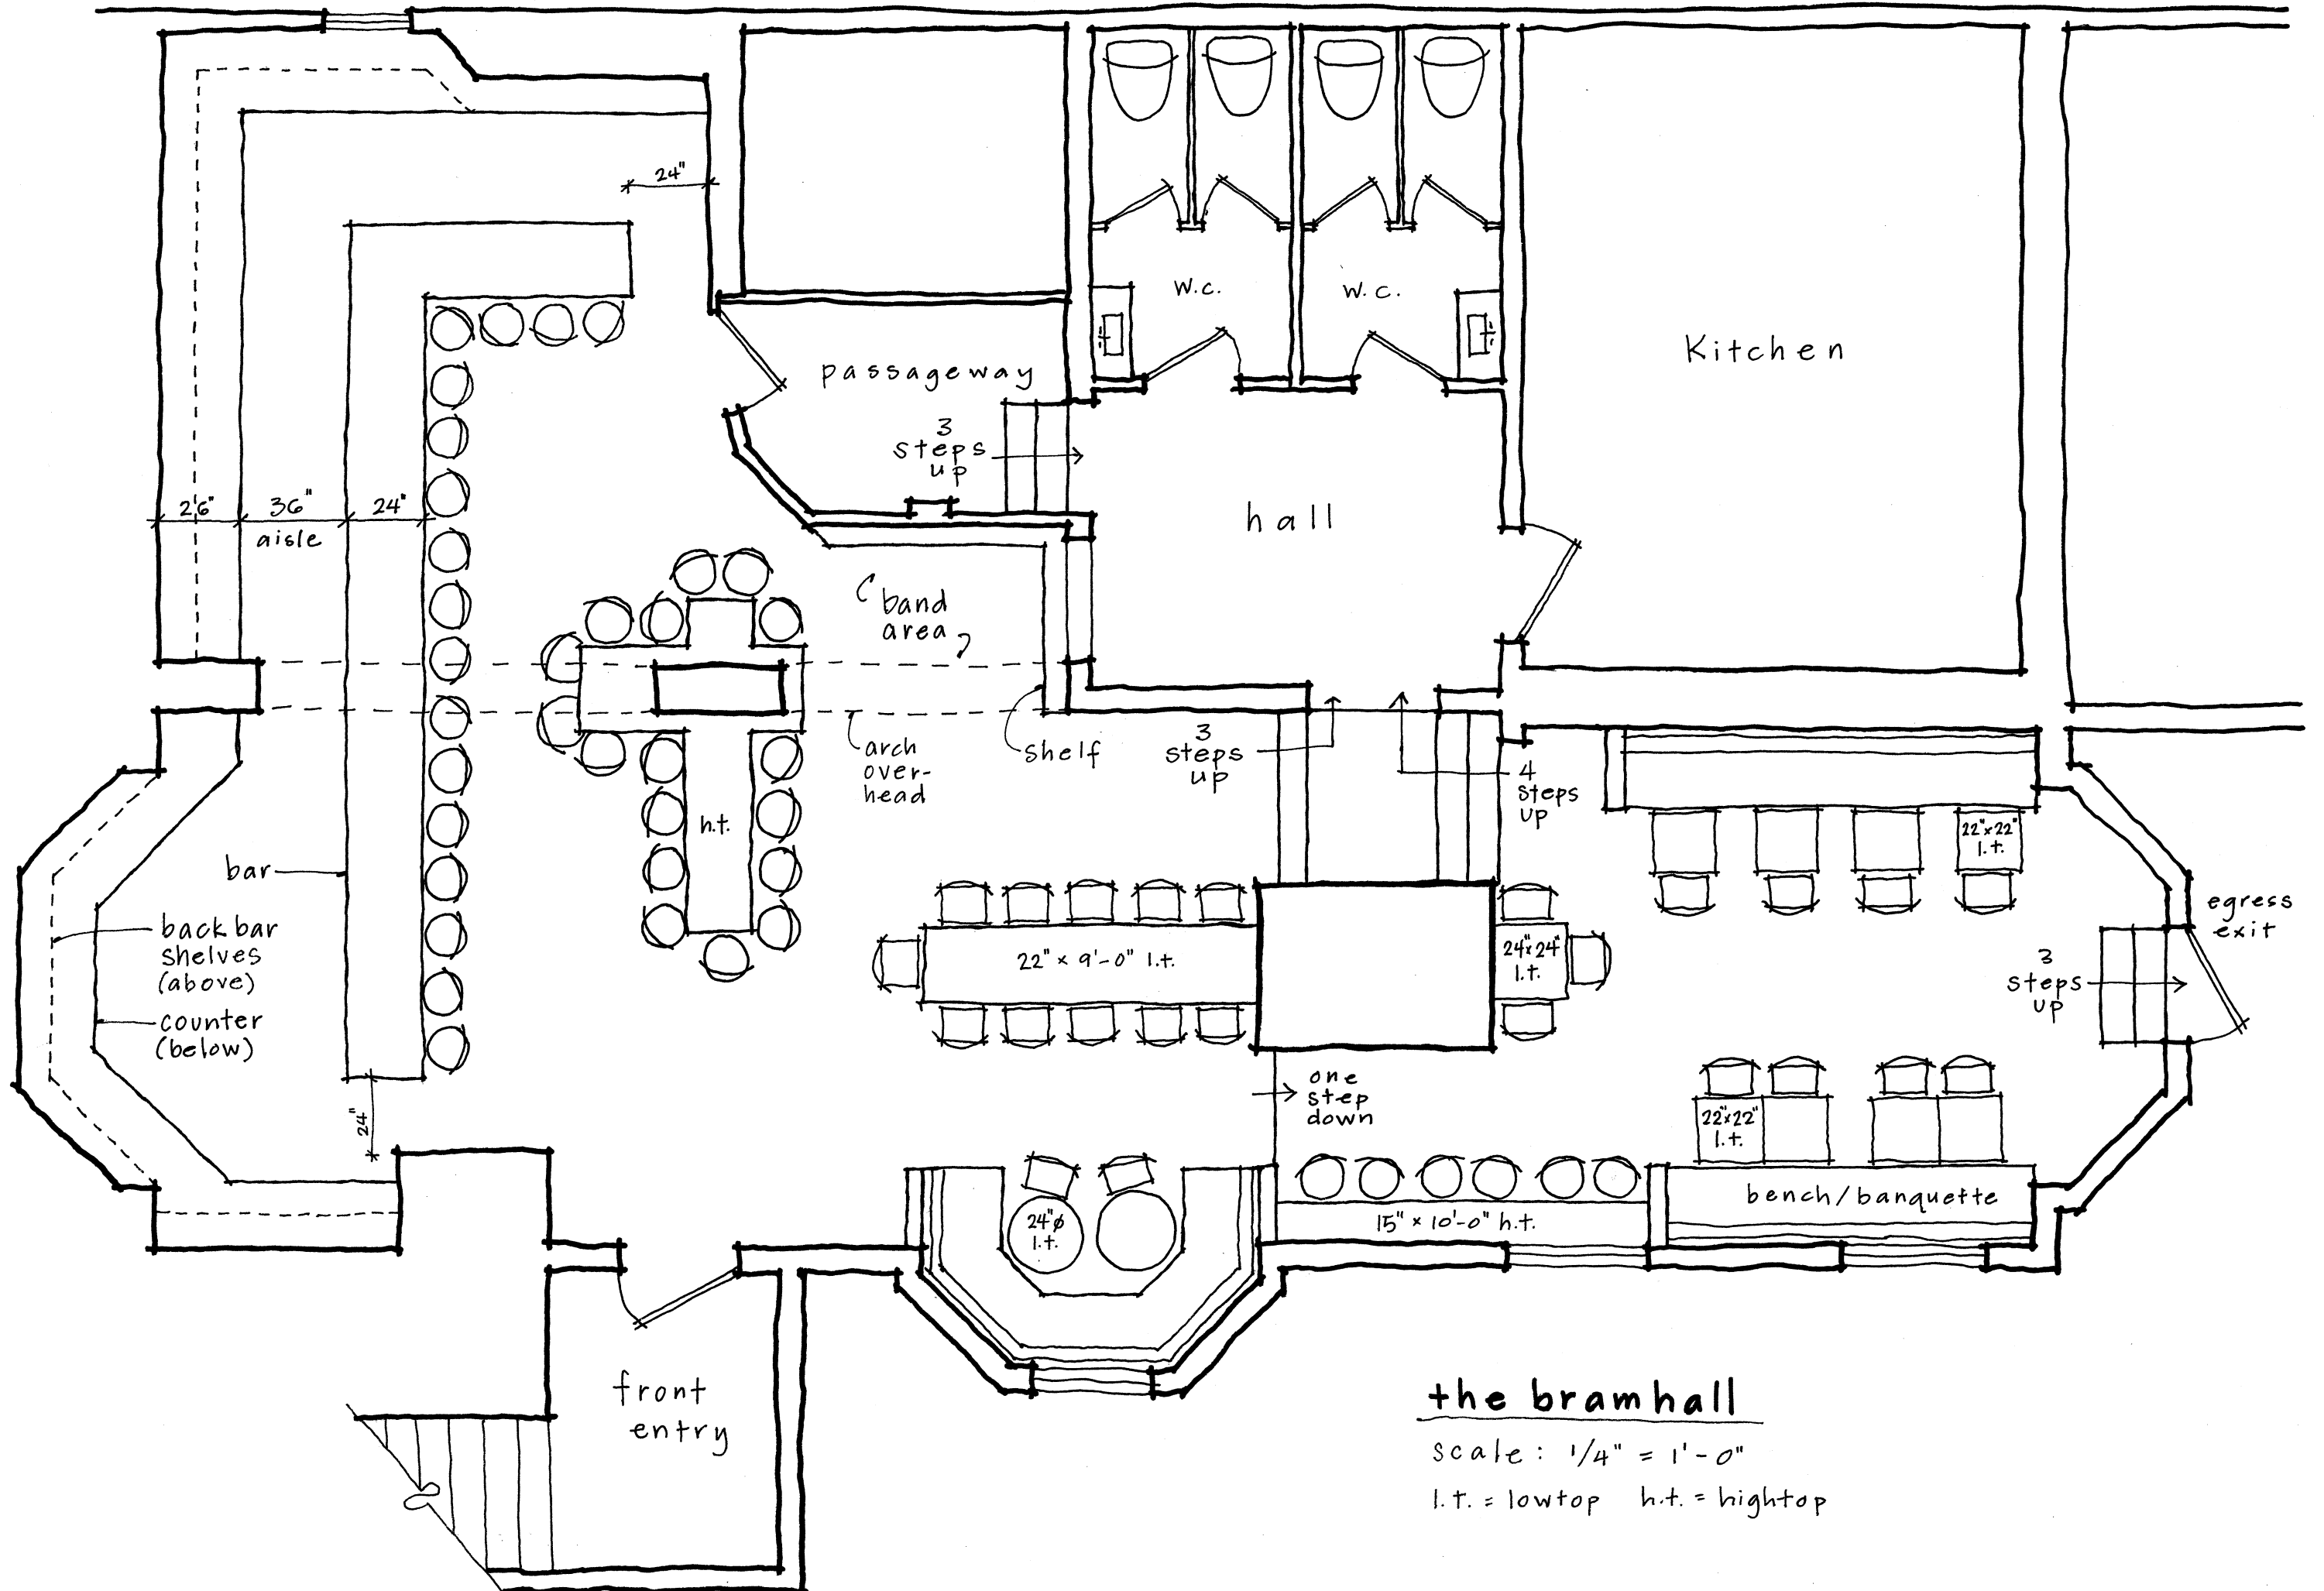 24"
w.c.
w.c.
Kitchen
passageway
3
steps
up
hall
2'6"
36"
aisle
24"
band
area
arch
over-
head
shelf
3
steps
up
4
steps
up
h.t.
bar
back bar
shelves
(above)
counter
(below)
24"
22" x 9'-0" l.t.
24"x24"
l.t.
22"x22"
l.t.
egress
exit
3
steps
up
one
step
down
22"x22"
l.t.
bench/banquette
24"ø
l.t.
15" x 10'-0" h.t.
front
entry
the bramhall
scale: 1/4" = 1'-0"
l.t. = lowtop h.t. = hightop